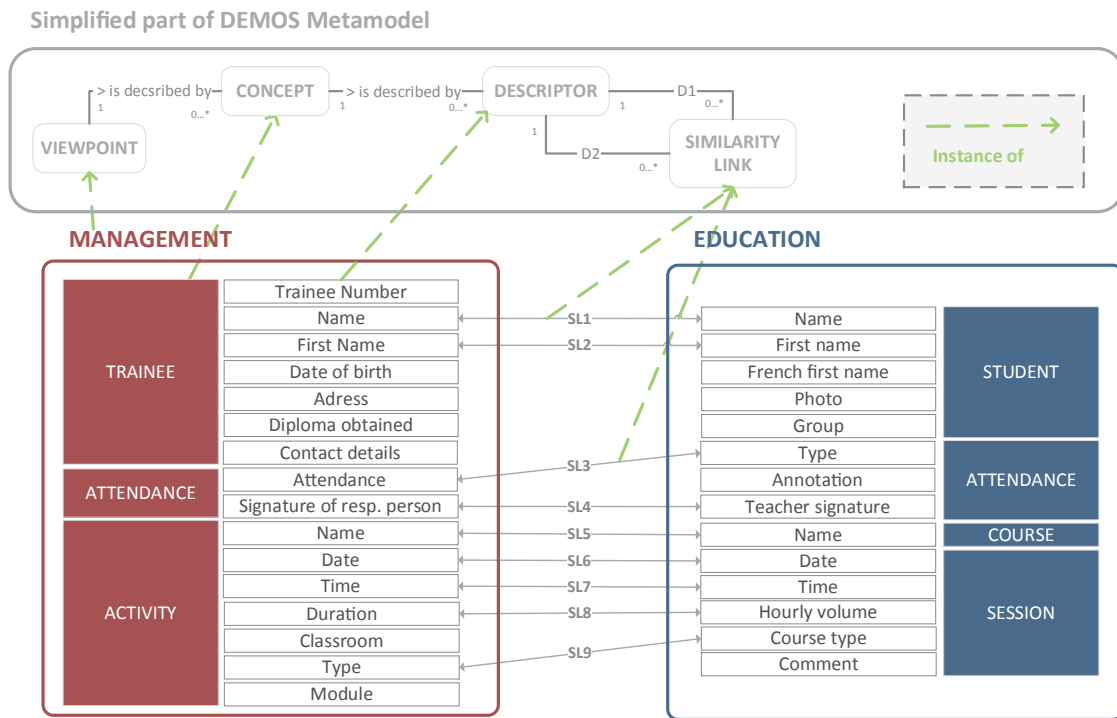 Simplified part of DEMOS Metamodel
VIEWPOINT
1
> is decsribed by
0...*
CONCEPT
1
> is described by
0...*
DESCRIPTOR
1
D1
0...*
1
D2
0...*
SIMILARITY
LINK
Instance of
MANAGEMENT
EDUCATION
TRAINEE
Trainee Number
Name
First Name
Date of birth
Adress
Diploma obtained
Contact details
ATTENDANCE
Attendance
Signature of resp. person
ACTIVITY
Name
Date
Time
Duration
Classroom
Type
Module
SL1
SL2
SL3
SL4
SL5
SL6
SL7
SL8
SL9
Name
First name
French first name
Photo
Group
STUDENT
Type
Annotation
Teacher signature
ATTENDANCE
Name
COURSE
Date
Time
Hourly volume
Course type
Comment
SESSION